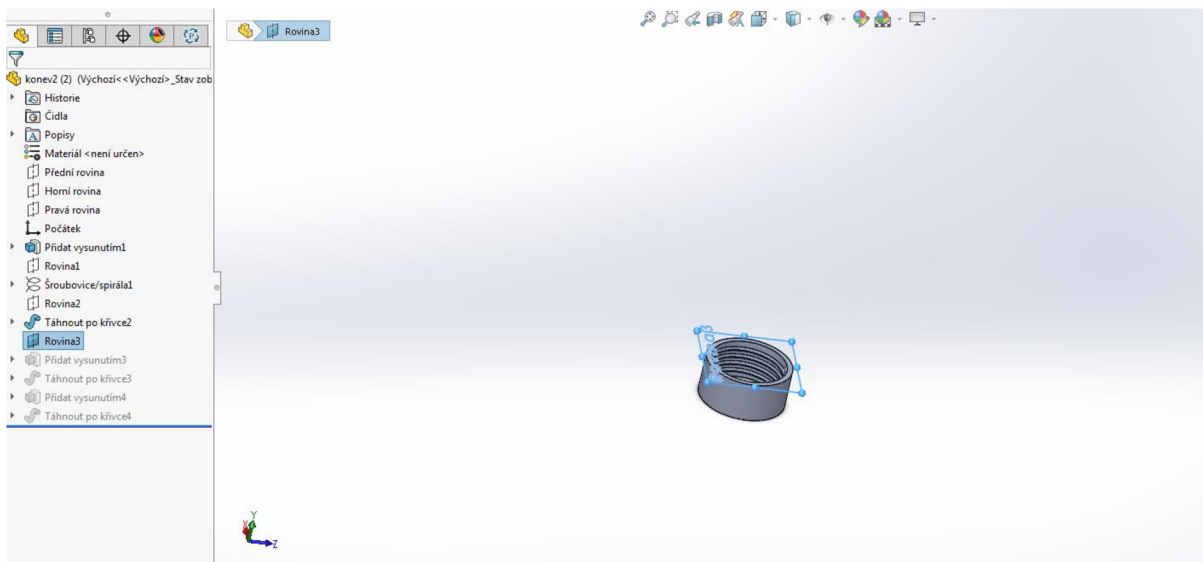 Rovina3
konev2 (2) (Výchozí<<Výchozí>_Stav zob
Historie
Čidla
Popisy
Materiál <není určen>
Přední rovina
Horní rovina
Pravá rovina
Počátek
Přidat vysunutím1
Rovina1
Šroubovice/spirála1
Rovina2
Táhnout po křivce2
Rovina3
Přidat vysunutím3
Táhnout po křivce3
Přidat vysunutím4
Táhnout po křivce4
Rovina3
Y
X
Z